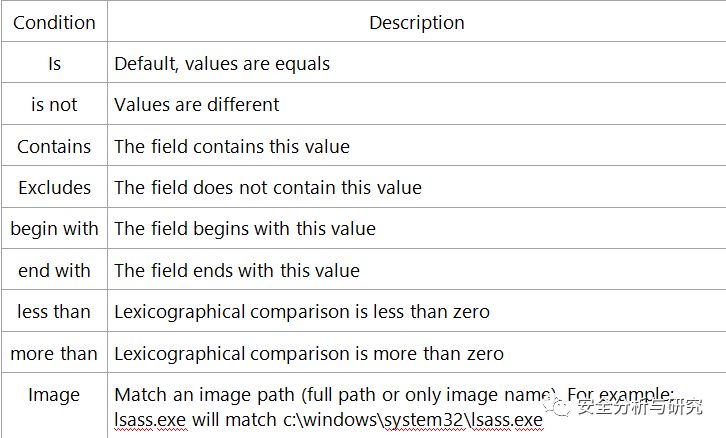 Condition Description
Is Default, values are equals
is not Values are different
Contains The field contains this value
Excludes The field does not contain this value
begin with The field begins with this value
end with The field ends with this value
less than Lexicographical comparison is less than zero
more than Lexicographical comparison is more than zero
Image Match an image path (full path or only image name). For example:
lsass.exe will match c:\windows\system32\lsass.exe
安全分析与研究